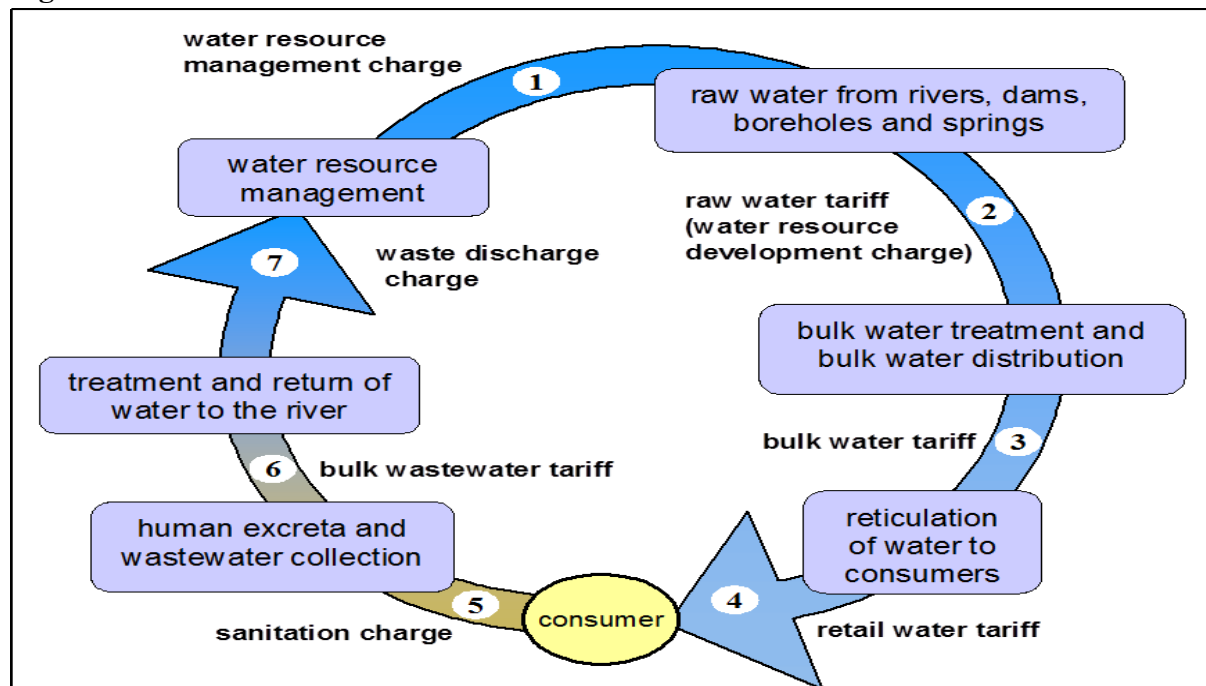 water resource
management charge
1
raw water from rivers, dams,
boreholes and springs
water resource
management
raw water tariff
(water resource
development charge)
2
7
waste discharge
charge
bulk water treatment and
bulk water distribution
treatment and return of
water to the river
bulk water tariff
3
6
bulk wastewater tariff
human excreta and
wastewater collection
reticulation
of water to
consumers
5
consumer
4
sanitation charge
retail water tariff